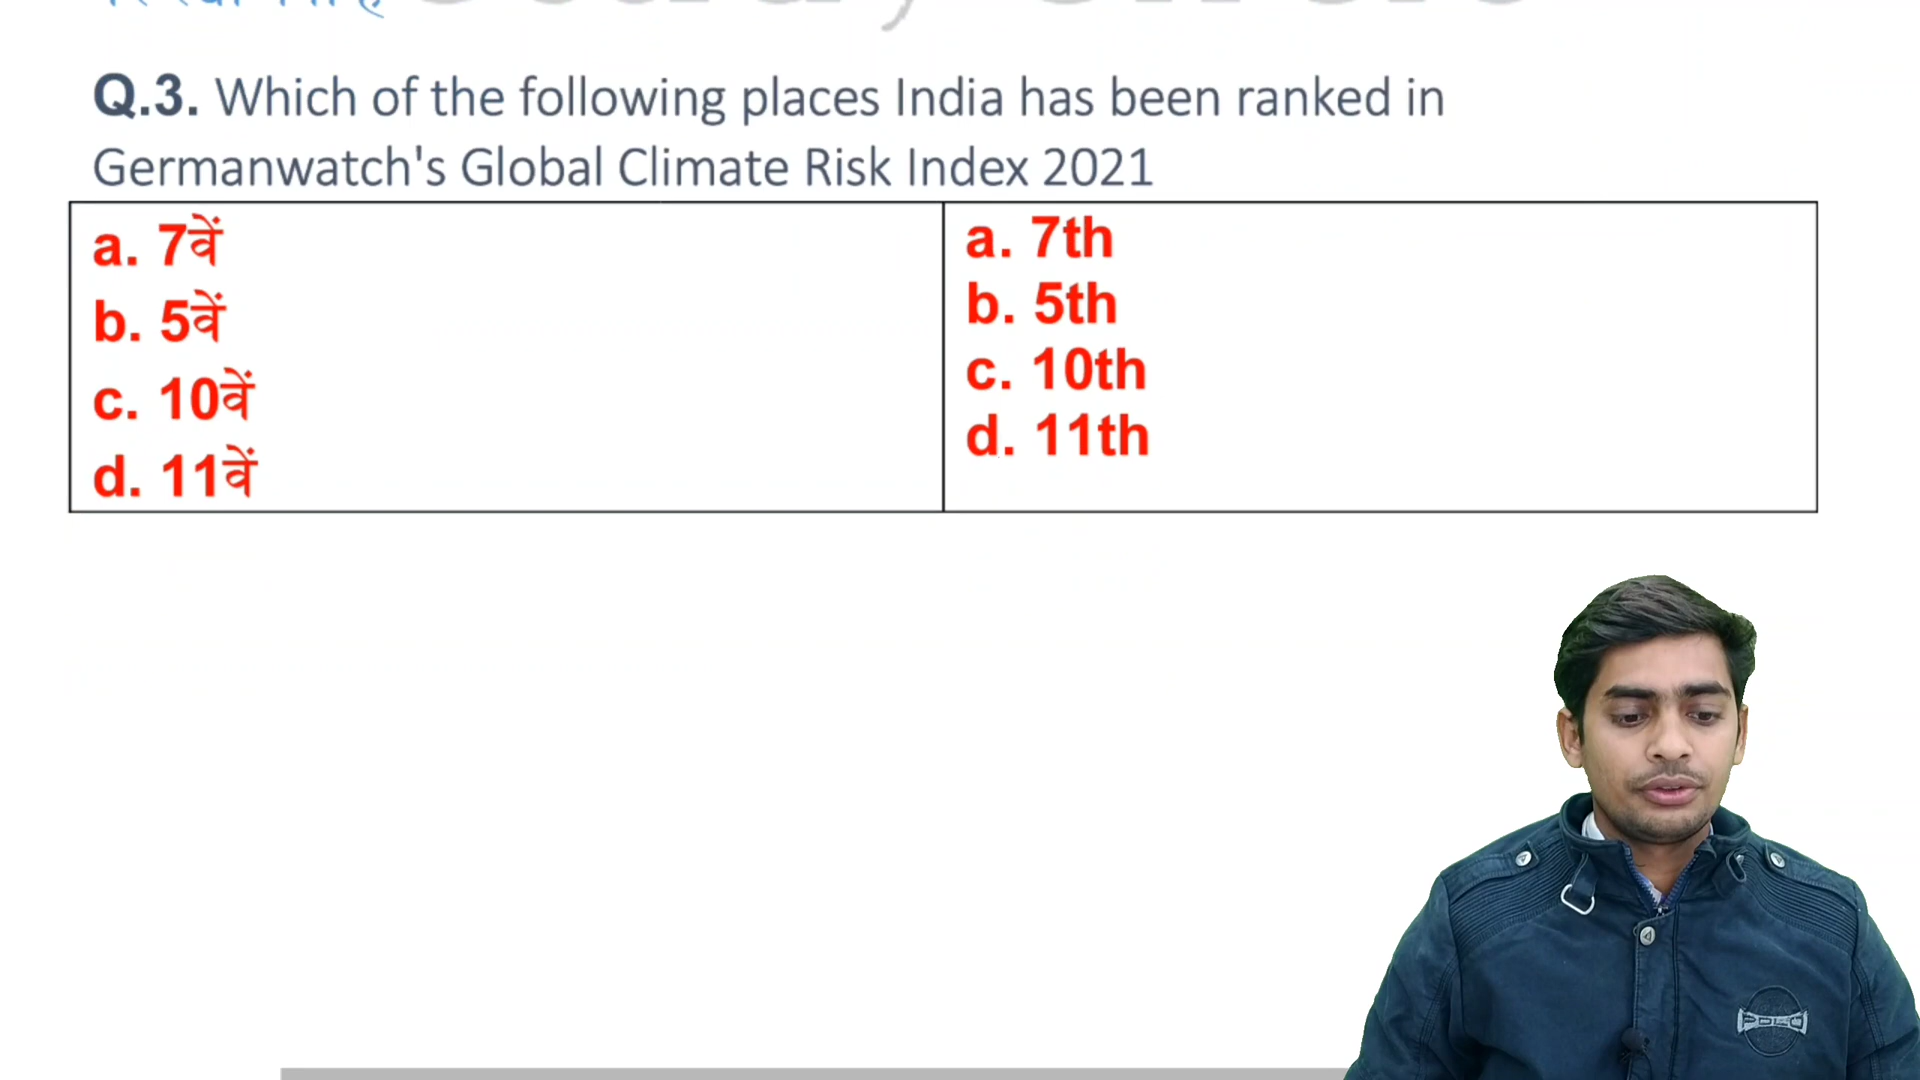 Q.3. Which of the following places India has been ranked in
Germanwatch's Global Climate Risk Index 2021
a. 7वें
b. 5वें
c. 10वें
d. 11वें
a. 7th
b. 5th
c. 10th
d. 11th